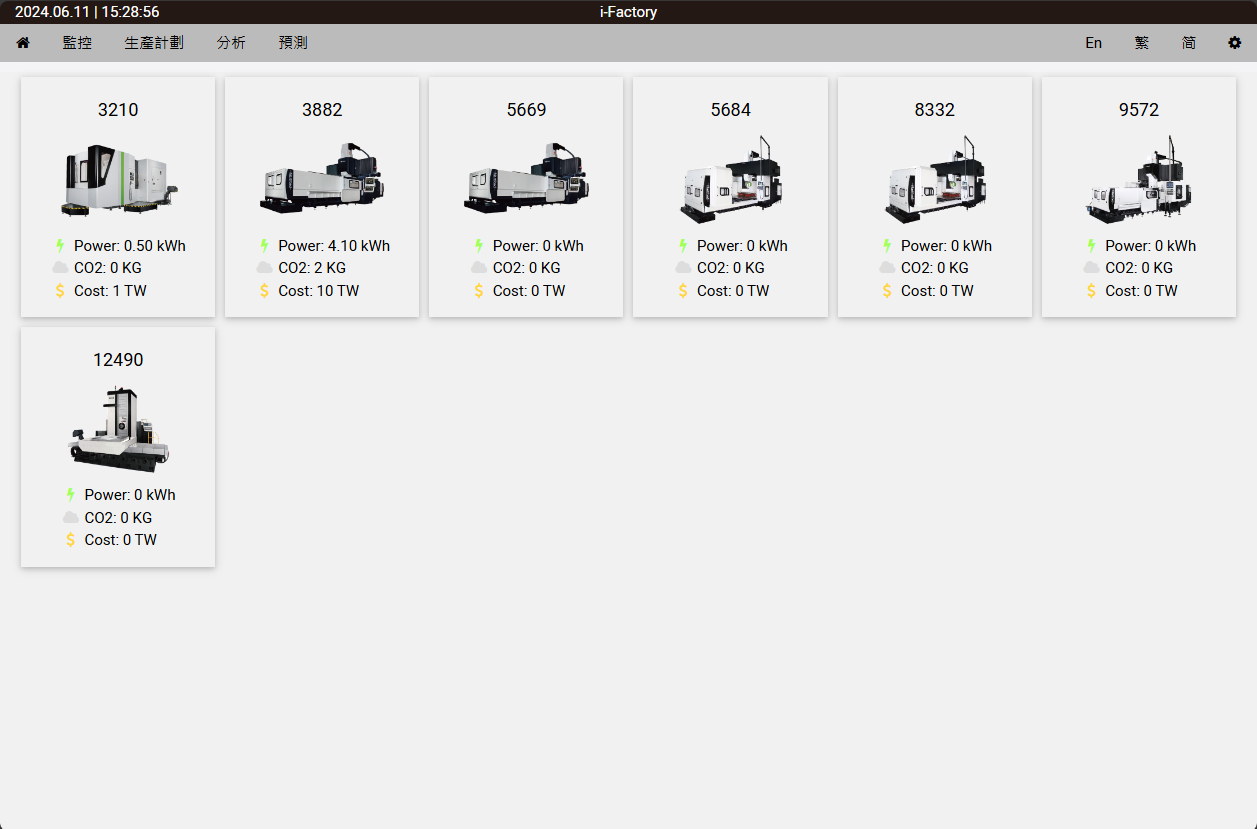 2024.06.11 | 15:28:56
i-Factory
監控 生產計劃 分析 預測 En 繁 简
3210
Power: 0.50 kWh
CO2: 0 KG
Cost: 1 TW
3882
Power: 4.10 kWh
CO2: 2 KG
Cost: 10 TW
5669
Power: 0 kWh
CO2: 0 KG
Cost: 0 TW
5684
Power: 0 kWh
CO2: 0 KG
Cost: 0 TW
8332
Power: 0 kWh
CO2: 0 KG
Cost: 0 TW
9572
Power: 0 kWh
CO2: 0 KG
Cost: 0 TW
12490
Power: 0 kWh
CO2: 0 KG
Cost: 0 TW